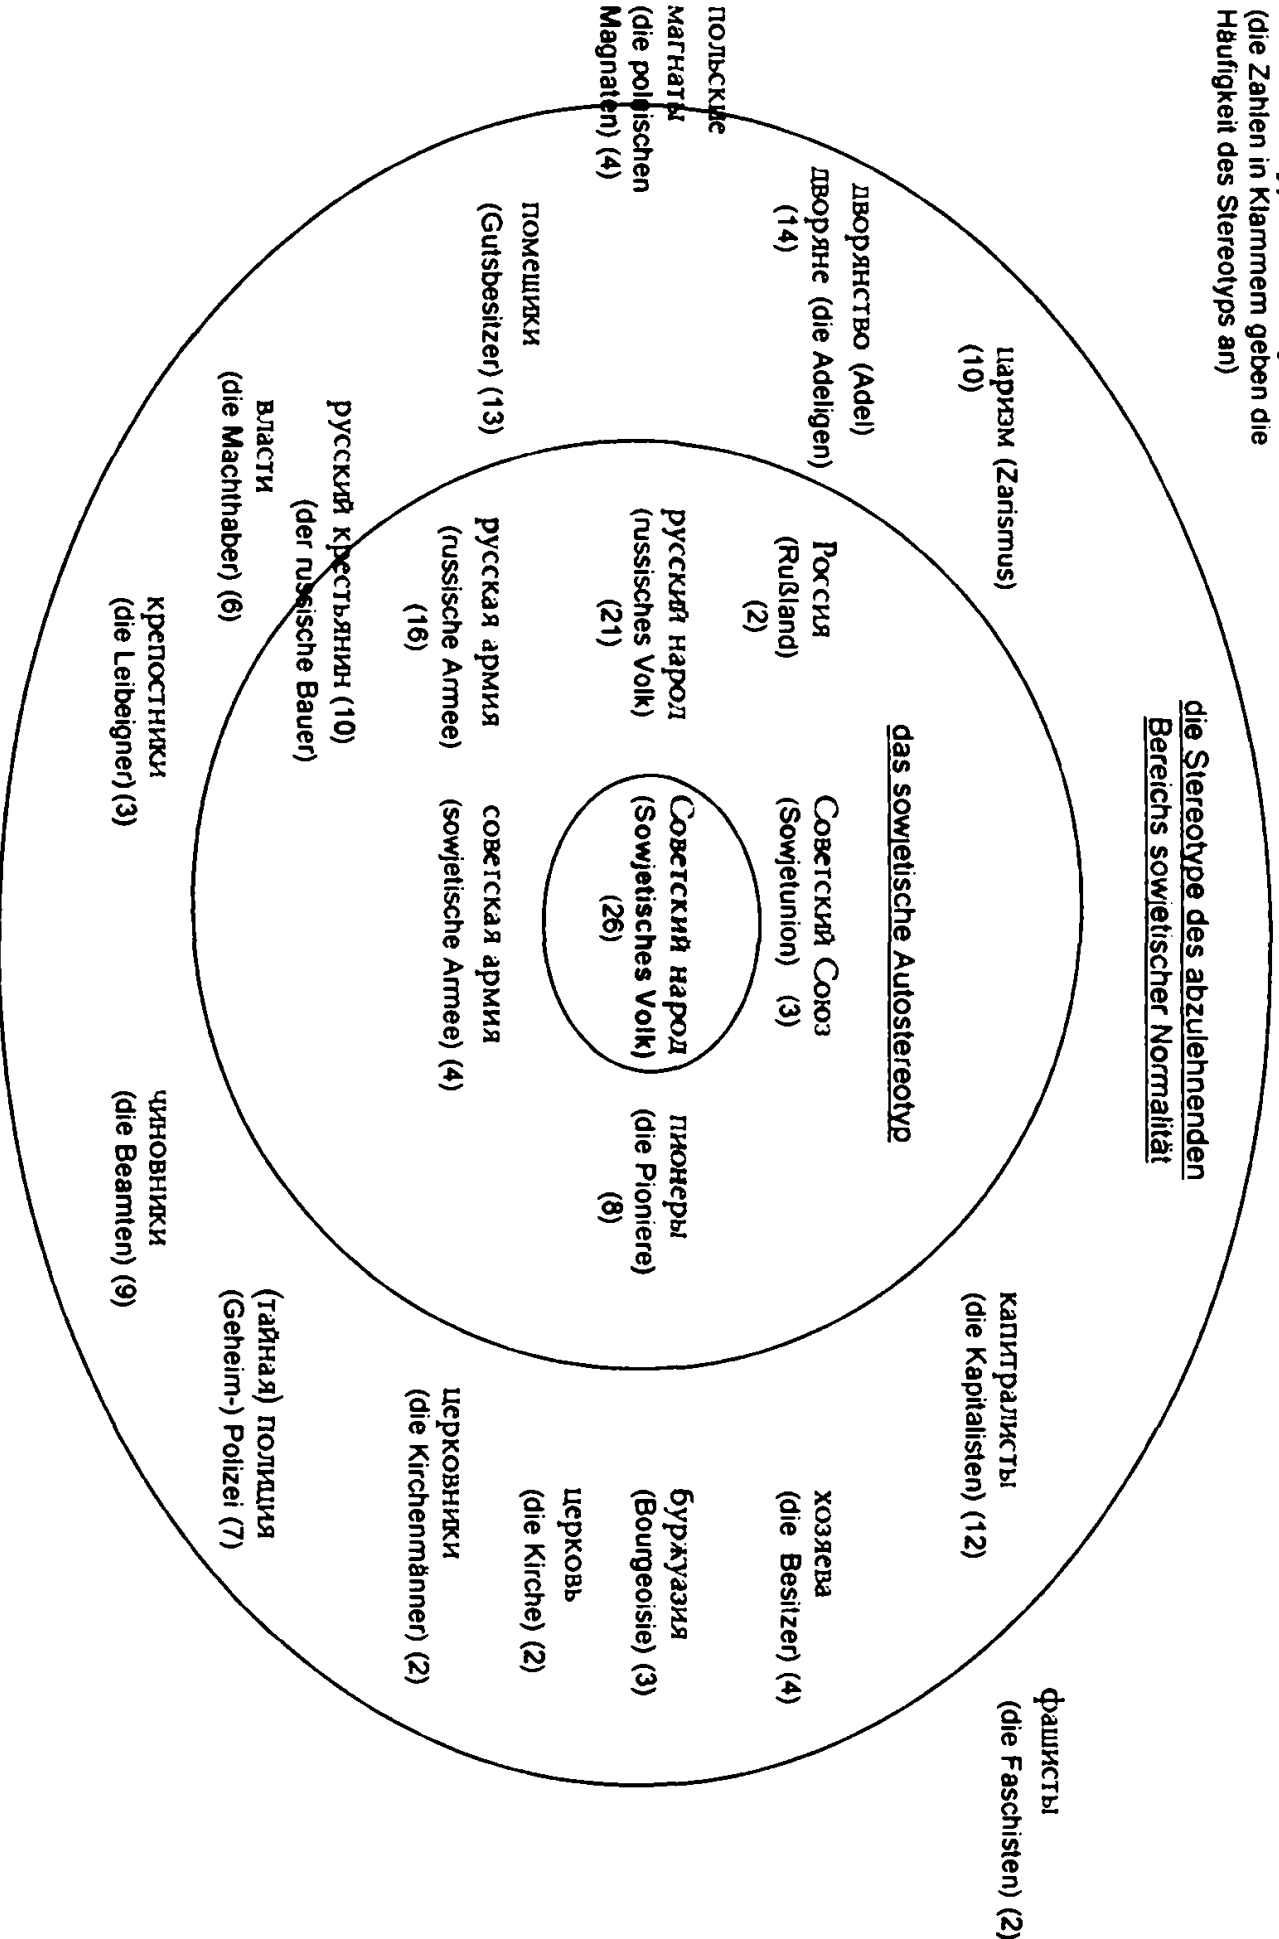 (die Zahlen in Klammem geben die
Häufigkeit des Stereotyps an)
die Stereotype des abzulehnenden
Bereichs sowjetischer Normalität
фашисты
(die Faschisten) (2)
царизм (Zarismus)
(10)
капитралисты
(die Kapitalisten) (12)
das sowjetische Autostereotyp
дворянство (Adel)
дворяне (die Adeligen)
(14)
Россия
(Rußland)
(2)
Советский Союз
(Sowjetunion) (3)
хозяева
(die Besitzer) (4)
польские
магнаты
(die polnischen
Magnaten) (4)
русский народ
(russisches Volk)
(21)
Советский народ
(Sowjetisches Volk)
(26)
пионеры
(die Pioniere)
(8)
буржуазия
(Bourgeoisie) (3)
церковь
(die Kirche) (2)
помещики
(Gutsbesitzer) (13)
русская армия
(russische Armee)
(16)
советская армия
(sowjetische Armee) (4)
церковники
(die Kirchenmänner) (2)
русский крестьянин (10)
(der russische Bauer)
власти
(die Machthaber) (6)
(тайная) полиция
(Geheim-) Polizei (7)
крепостники
(die Leibeigner) (3)
чиновники
(die Beamten) (9)